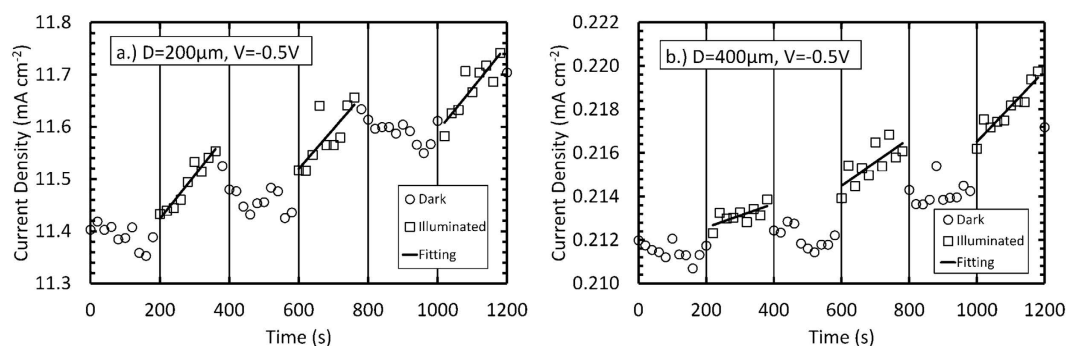 a.) D=200μm, V=-0.5V
Current Density (mA cm-2)
11.8
11.7
11.6
11.5
11.4
11.3
0 200 400 600 800 1000 1200
Time (s)
Dark
Illuminated
Fitting
b.) D=400μm, V=-0.5V
Current Density (mA cm-2)
0.222
0.220
0.218
0.216
0.214
0.212
0.210
0 200 400 600 800 1000 1200
Time (s)
Dark
Illuminated
Fitting